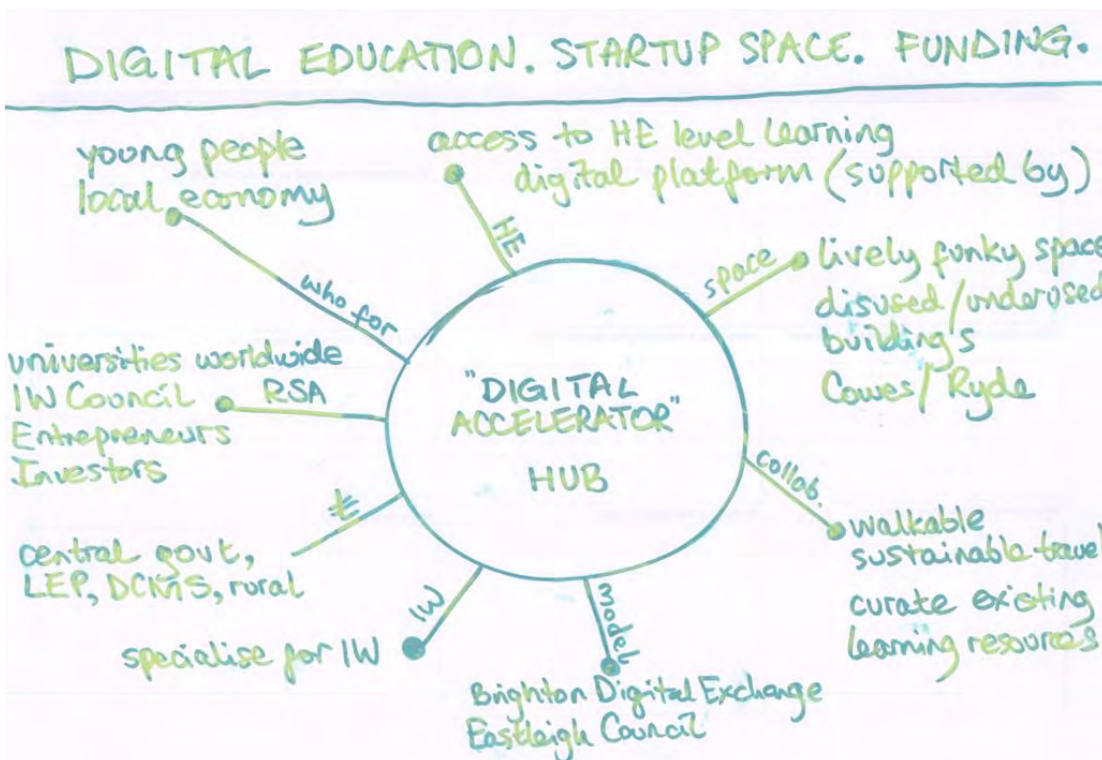 DIGITAL EDUCATION. STARTUP SPACE. FUNDING.
young people
local economy
who for
access to HE level learning
digital platform (supported by)
HE
space
lively funky space
disused/underused
building's
Cowes/Ryde
universities worldwide
IW Council
RSA
Entrepreneurs
Investors
"DIGITAL
ACCELERATOR"
HUB
collab.
walkable
sustainable travel
curate existing
learning resources
£
central govt,
LEP, DCMS, rural
IW
specialise for IW
model
Brighton Digital Exchange
Eastleigh Council